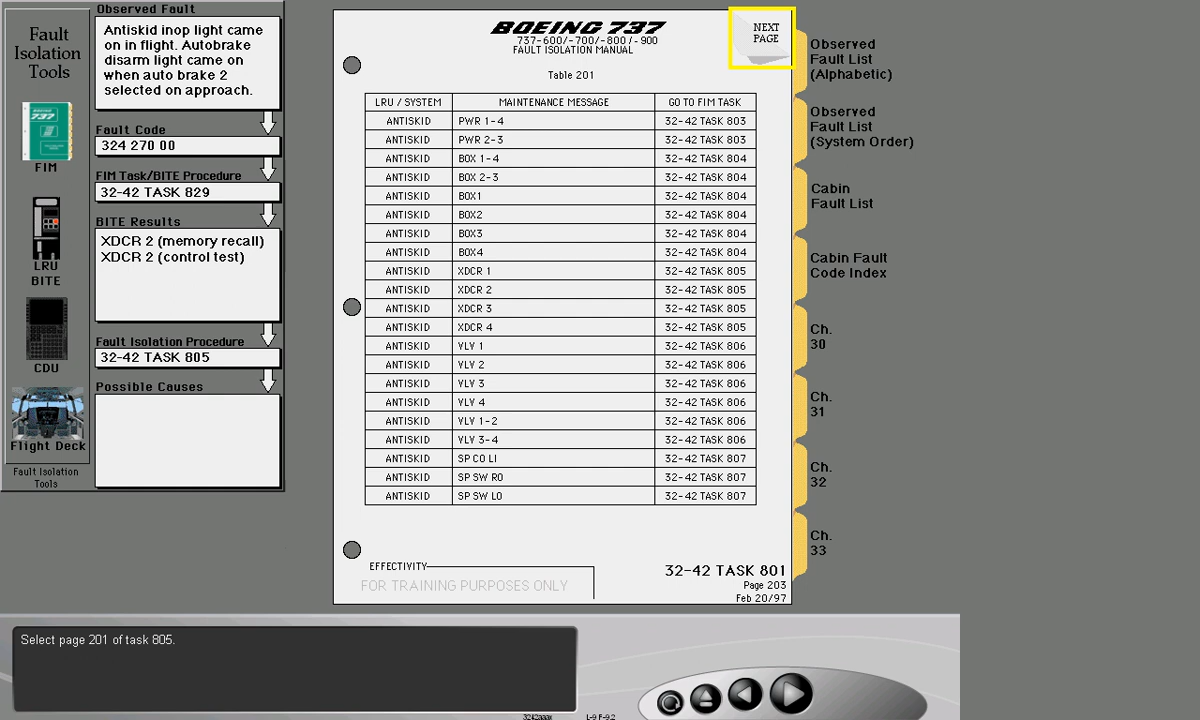 Fault
Isolation
Tools
FIM
LRU
BITE
CDU
Flight Deck
Fault Isolation
Tools
Observed Fault
Antiskid inop light came
on in flight. Autobrake
disarm light came on
when auto brake 2
selected on approach.
Fault Code
324 270 00
FIM Task/BITE Procedure
32-42 TASK 829
BITE Results
XDCR 2 (memory recall)
XDCR 2 (control test)
Fault Isolation Procedure
32-42 TASK 805
Possible Causes
BOEING 737
737-600/-700/-800/-900
FAULT ISOLATION MANUAL
NEXT
PAGE
Table 201
LRU / SYSTEM MAINTENANCE MESSAGE GO TO FIM TASK
ANTISKID PWR 1-4 32-42 TASK 803
ANTISKID PWR 2-3 32-42 TASK 803
ANTISKID BOX 1-4 32-42 TASK 804
ANTISKID BOX 2-3 32-42 TASK 804
ANTISKID BOX1 32-42 TASK 804
ANTISKID BOX2 32-42 TASK 804
ANTISKID BOX3 32-42 TASK 804
ANTISKID BOX4 32-42 TASK 804
ANTISKID XDCR 1 32-42 TASK 805
ANTISKID XDCR 2 32-42 TASK 805
ANTISKID XDCR 3 32-42 TASK 805
ANTISKID XDCR 4 32-42 TASK 805
ANTISKID YLY 1 32-42 TASK 806
ANTISKID YLY 2 32-42 TASK 806
ANTISKID YLY 3 32-42 TASK 806
ANTISKID YLY 4 32-42 TASK 806
ANTISKID YLY 1-2 32-42 TASK 806
ANTISKID YLY 3-4 32-42 TASK 806
ANTISKID SP CO LI 32-42 TASK 807
ANTISKID SP SW RO 32-42 TASK 807
ANTISKID SP SW LO 32-42 TASK 807
EFFECTIVITY
FOR TRAINING PURPOSES ONLY
32-42 TASK 801
Page 203
Feb 20/97
Observed
Fault List
(Alphabetic)
Observed
Fault List
(System Order)
Cabin
Fault List
Cabin Fault
Code Index
Ch.
30
Ch.
31
Ch.
32
Ch.
33
Select page 201 of task 805.
L-9 F-9.2